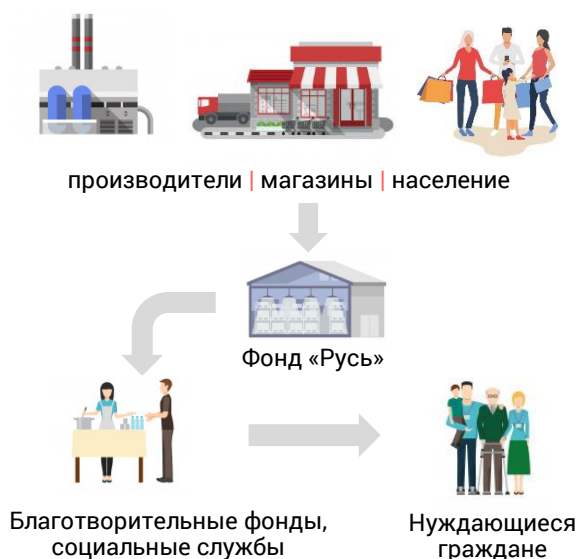 производители | магазины | население
Фонд «Русь»
Благотворительные фонды,
социальные службы
Нуждающиеся
граждане